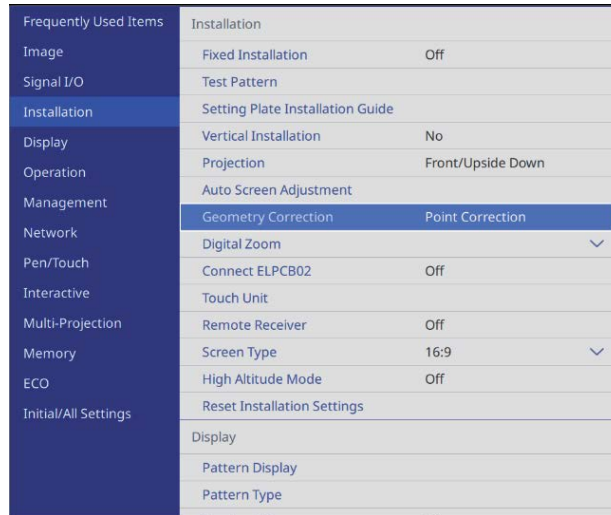 Frequently Used Items
Image
Signal I/O
Installation
Display
Operation
Management
Network
Pen/Touch
Interactive
Multi-Projection
Memory
ECO
Initial/All Settings
Installation
Fixed Installation Off
Test Pattern
Setting Plate Installation Guide
Vertical Installation No
Projection Front/Upside Down
Auto Screen Adjustment
Geometry Correction Point Correction
Digital Zoom
Connect ELPCB02 Off
Touch Unit
Remote Receiver Off
Screen Type 16:9
High Altitude Mode Off
Reset Installation Settings
Display
Pattern Display
Pattern Type